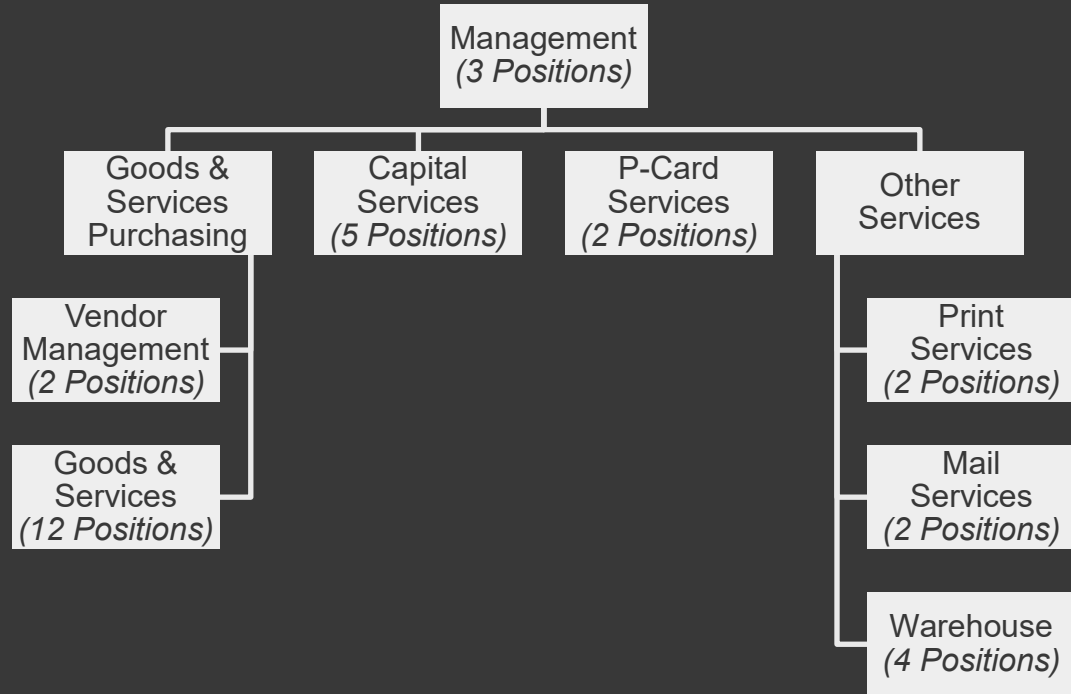 Management
(3 Positions)
Goods &
Services
Purchasing
Capital
Services
(5 Positions)
P-Card
Services
(2 Positions)
Other
Services
Vendor
Management
(2 Positions)
Print
Services
(2 Positions)
Goods &
Services
(12 Positions)
Mail
Services
(2 Positions)
Warehouse
(4 Positions)